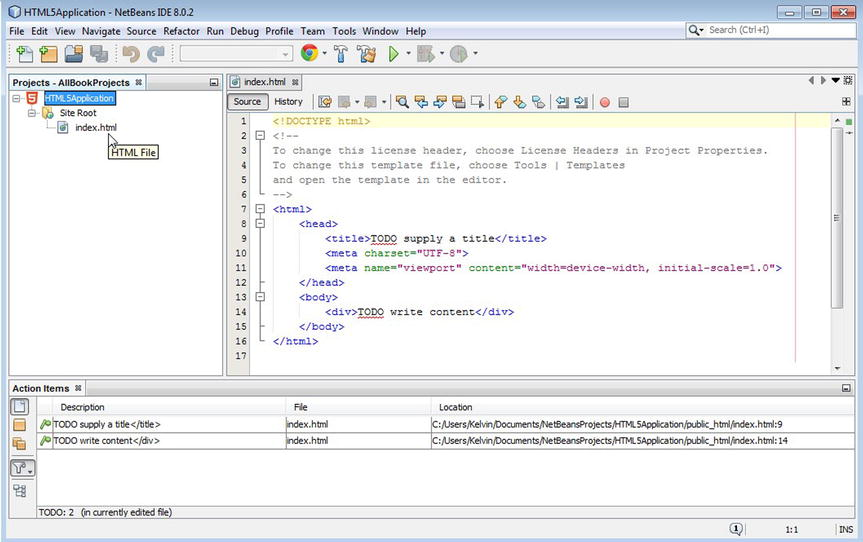 HTML5Application - NetBeans IDE 8.0.2
File Edit View Navigate Source Refactor Run Debug Profile Team Tools Window Help
Search (Ctrl+I)
Projects - AllBookProjects
HTML5Application
Site Root
index.html
HTML File
index.html
Source History
1 <!DOCTYPE html>
2 <!--
3 To change this license header, choose License Headers in Project Properties.
4 To change this template file, choose Tools | Templates
5 and open the template in the editor.
6 -->
7 <html>
8 <head>
9 <title>TODO supply a title</title>
10 <meta charset="UTF-8">
11 <meta name="viewport" content="width=device-width, initial-scale=1.0">
12 </head>
13 <body>
14 <div>TODO write content</div>
15 </body>
16 </html>
17
Action Items
Description File Location
TODO supply a title</title> index.html C:/Users/Kelvin/Documents/NetBeansProjects/HTML5Application/public_html/index.html:9
TODO write content</div> index.html C:/Users/Kelvin/Documents/NetBeansProjects/HTML5Application/public_html/index.html:14
TODO: 2 (in currently edited file)
1 1:1 INS